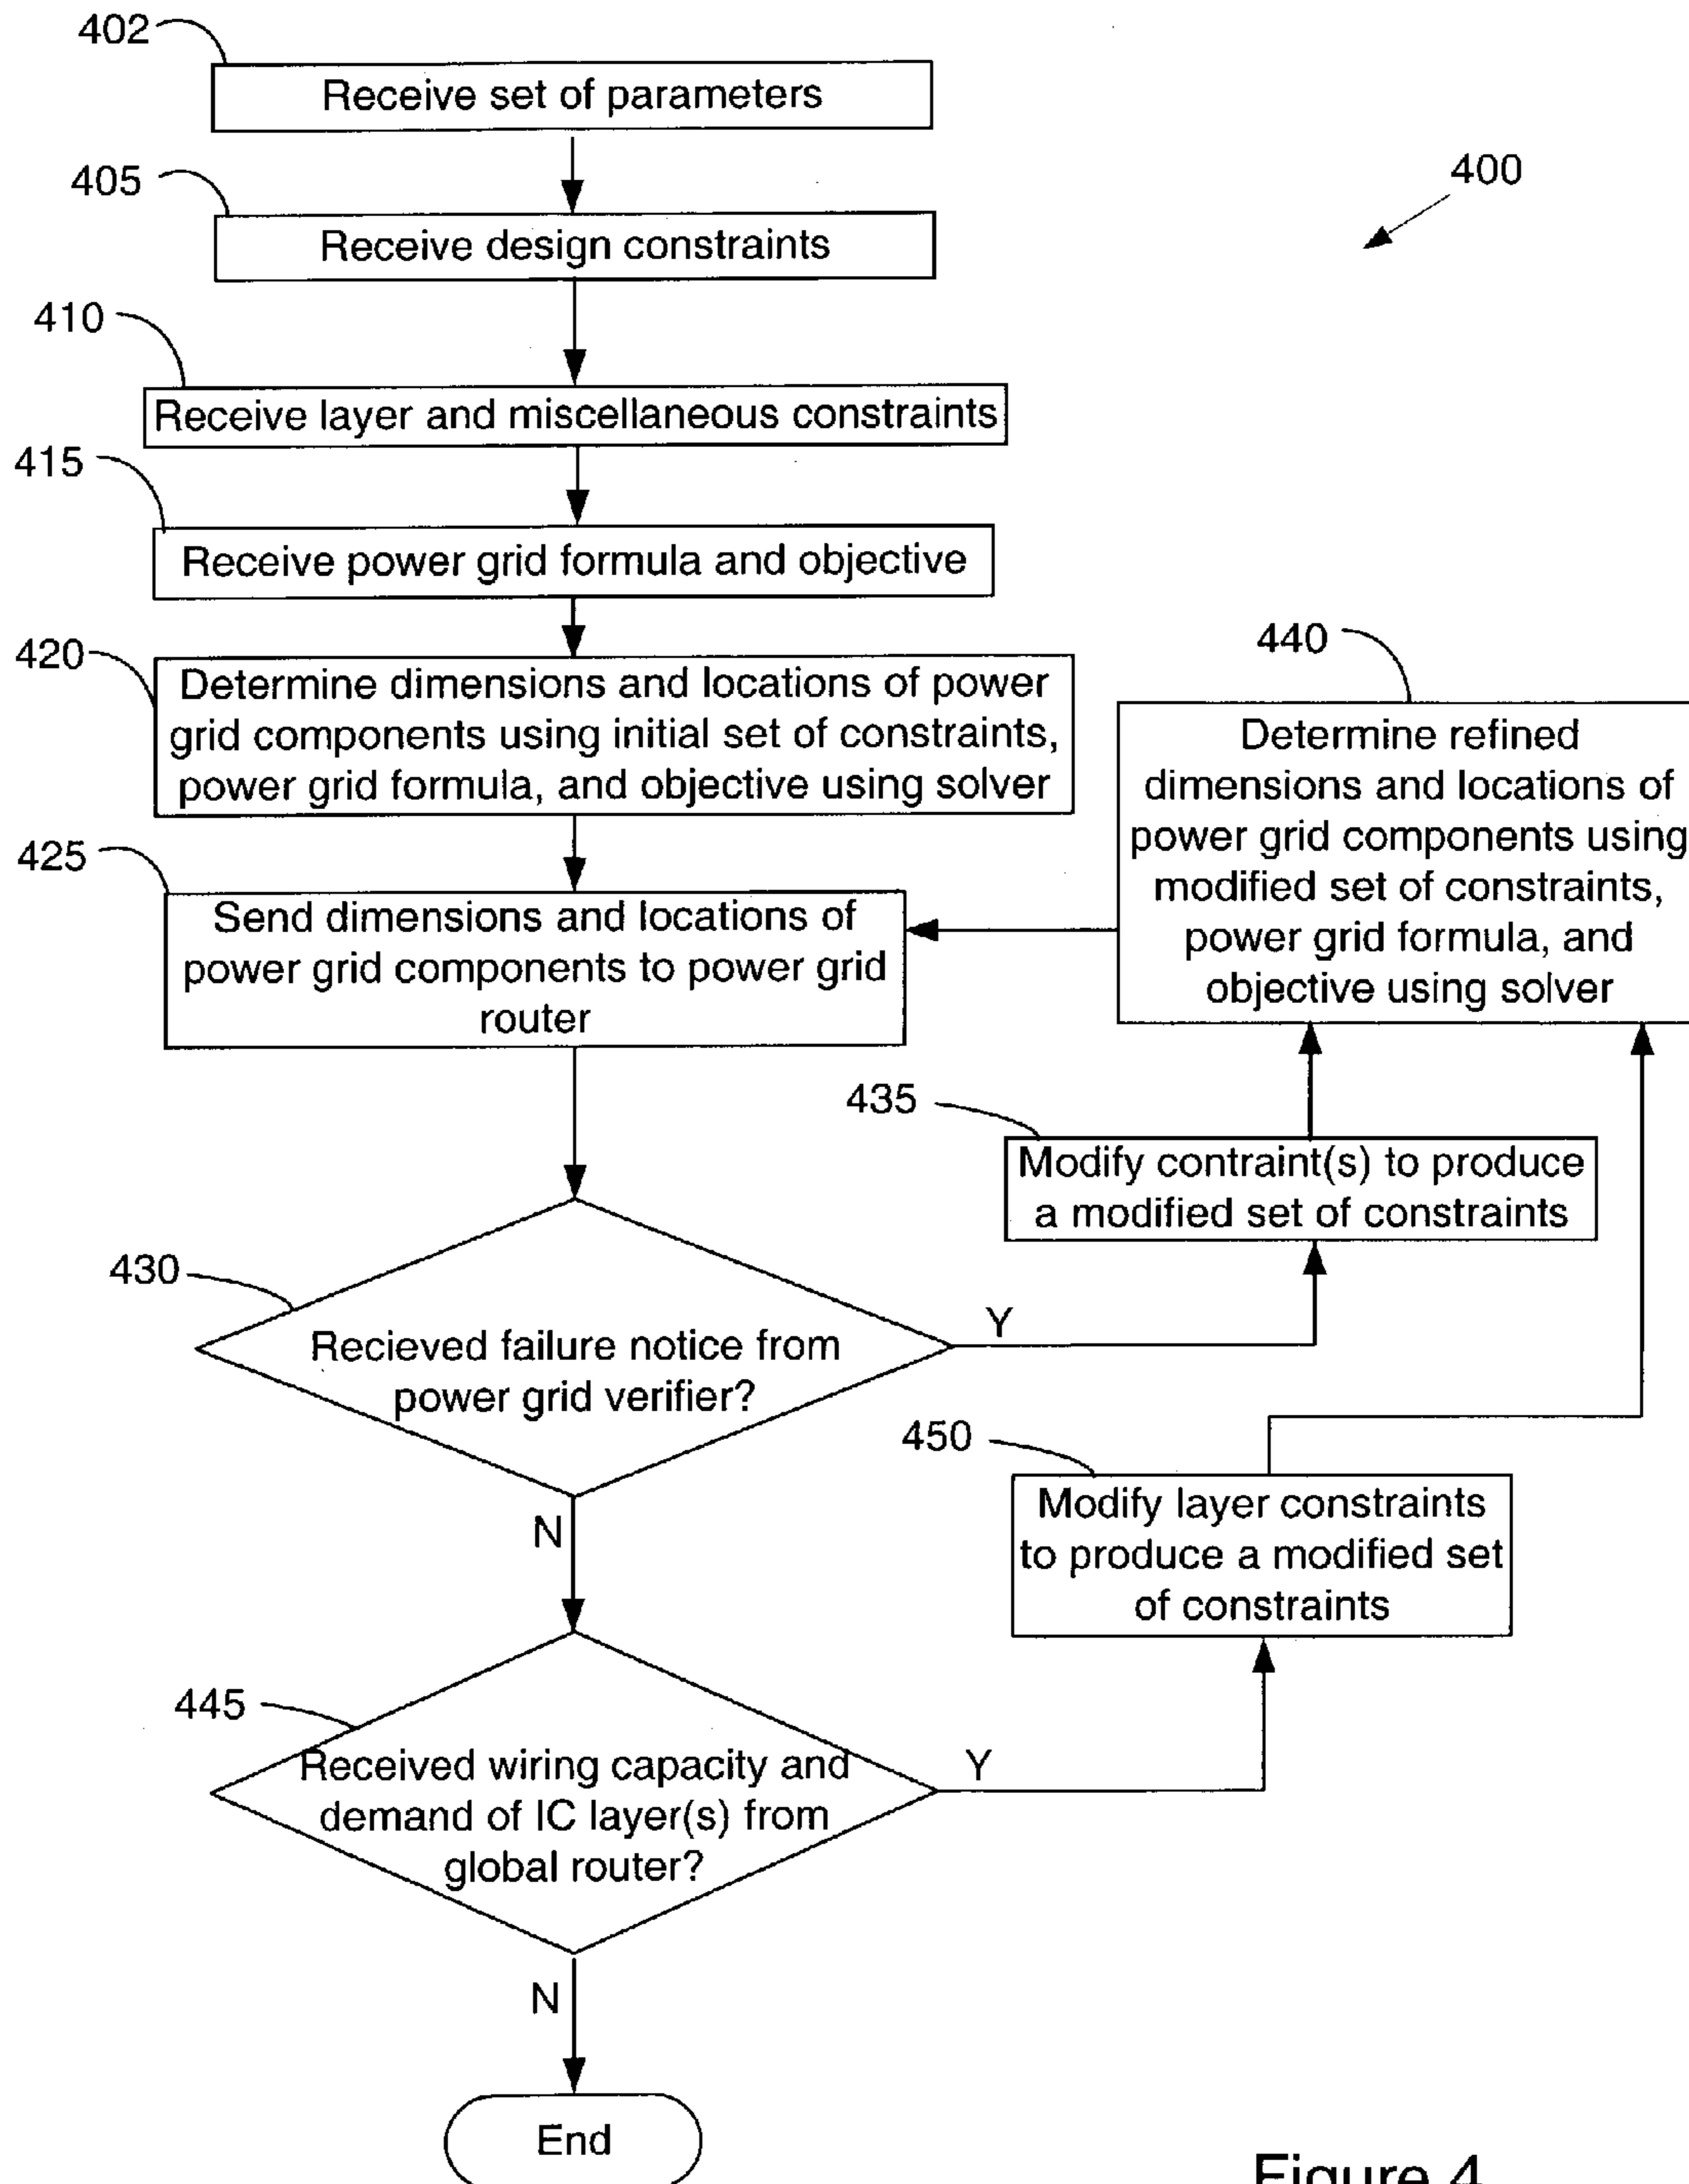 402
Receive set of parameters
400
405
Receive design constraints
410
Receive layer and miscellaneous constraints
415
Receive power grid formula and objective
420
Determine dimensions and locations of power
grid components using initial set of constraints,
power grid formula, and objective using solver
440
Determine refined
dimensions and locations of
power grid components using
modified set of constraints,
power grid formula, and
objective using solver
425
Send dimensions and locations of
power grid components to power grid
router
435
Modify contraint(s) to produce
a modified set of constraints
430
Recieved failure notice from
power grid verifier?
Y
N
450
Modify layer constraints
to produce a modified set
of constraints
445
Received wiring capacity and
demand of IC layer(s) from
global router?
Y
N
End
Figure 4